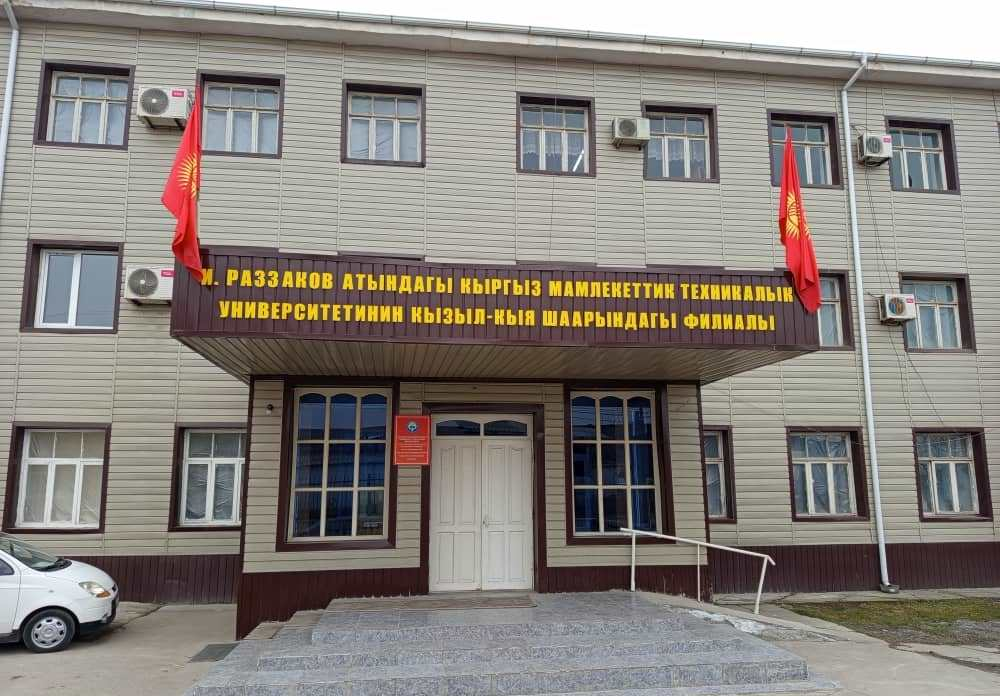 И. РАЗЗАКОВ АТЫНДАГЫ КЫРГЫЗ МАМЛЕКЕТТИК ТЕХНИКАЛЫК
УНИВЕРСИТЕТИНИН КЫЗЫЛ-КЫЯ ШААРЫНДАГЫ ФИЛИАЛЫ